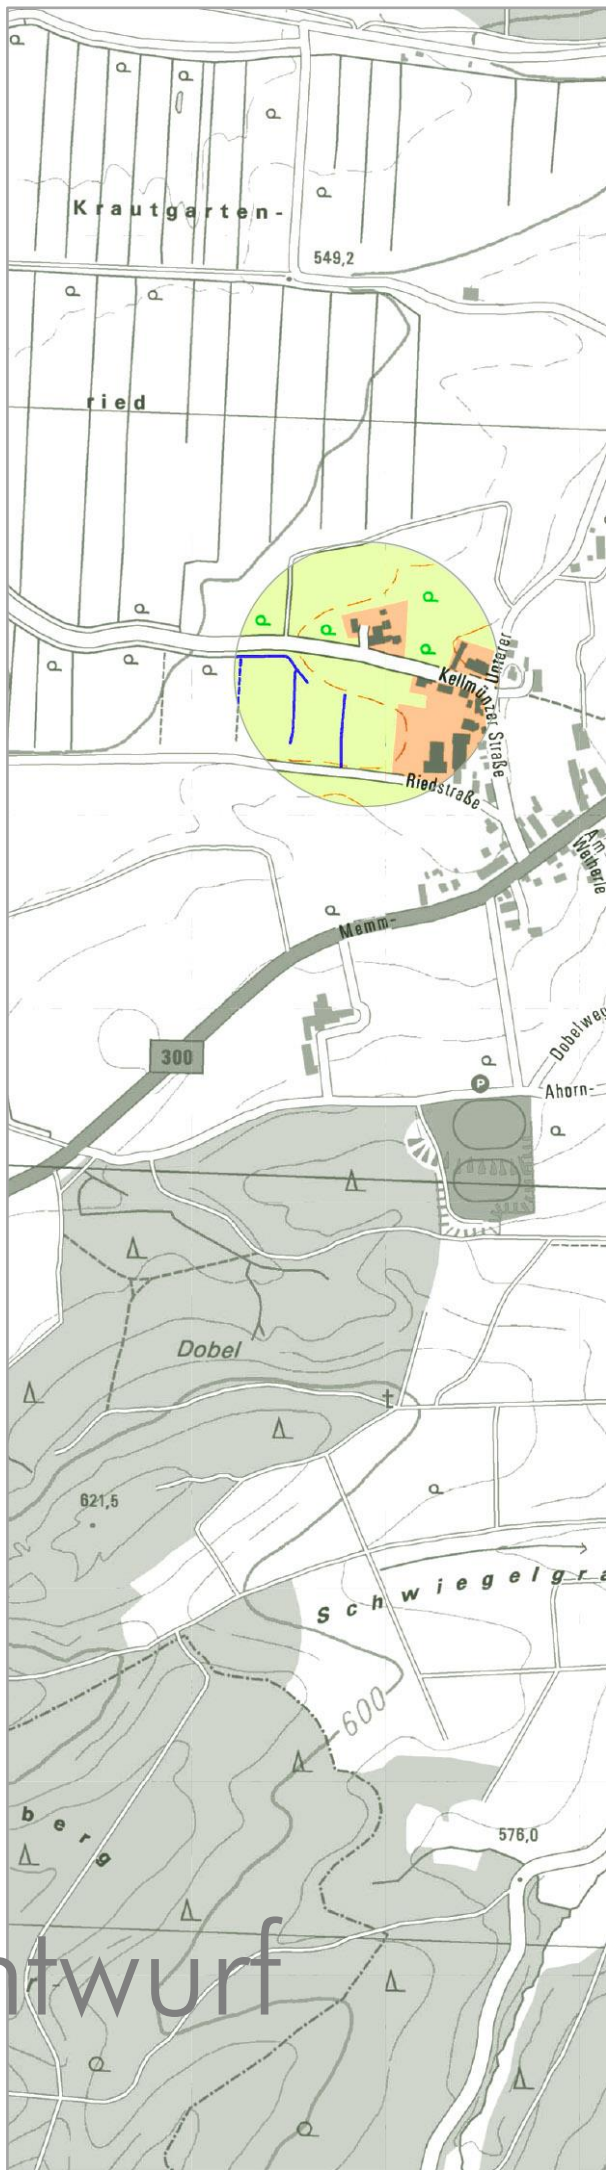 Krautgarten-
549,2
ried
Unterer
Kellmünzer Straße
Riedstraße
Am
Weiherle
Memm-
300
Dobelweg
P
Ahorn-
Dobel
621,5
Schwiegelgra
600
berg
576,0
ntwurf